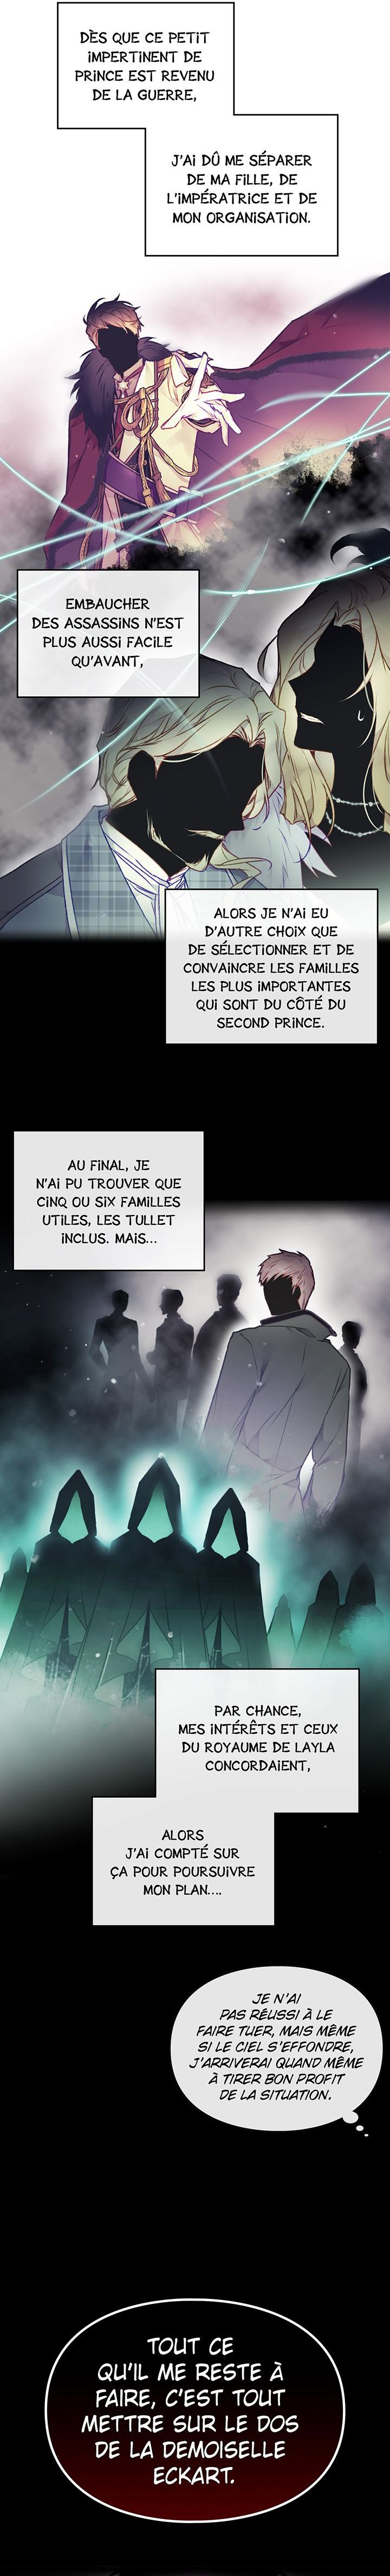 DÈS QUE CE PETIT
IMPERTINENT DE
PRINCE EST REVENU
DE LA GUERRE,
J'AI DÛ ME SÉPARER
DE MA FILLE, DE
L'IMPÉRATRICE ET DE
MON ORGANISATION.
EMBAUCHER
DES ASSASSINS N'EST
PLUS AUSSI FACILE
QU'AVANT,
ALORS JE N'AI EU
D'AUTRE CHOIX QUE
DE SÉLECTIONNER ET DE
CONVAINCRE LES FAMILLES
LES PLUS IMPORTANTES
QUI SONT DU CÔTÉ DU
SECOND PRINCE.
AU FINAL, JE
N'AI PU TROUVER QUE
CINQ OU SIX FAMILLES
UTILES, LES TULLET
INCLUS. MAIS...
PAR CHANCE,
MES INTÉRÊTS ET CEUX
DU ROYAUME DE LAYLA
CONCORDAIENT,
ALORS
J'AI COMPTÉ SUR
ÇA POUR POURSUIVRE
MON PLAN....
JE N'AI
PAS RÉUSSI À LE
FAIRE TUER, MAIS MÊME
SI LE CIEL S'EFFONDRE,
J'ARRIVERAI QUAND MÊME
À TIRER BON PROFIT
DE LA SITUATION.
TOUT CE
QU'IL ME RESTE À
FAIRE, C'EST TOUT
METTRE SUR LE DOS
DE LA DEMOISELLE
ECKART.